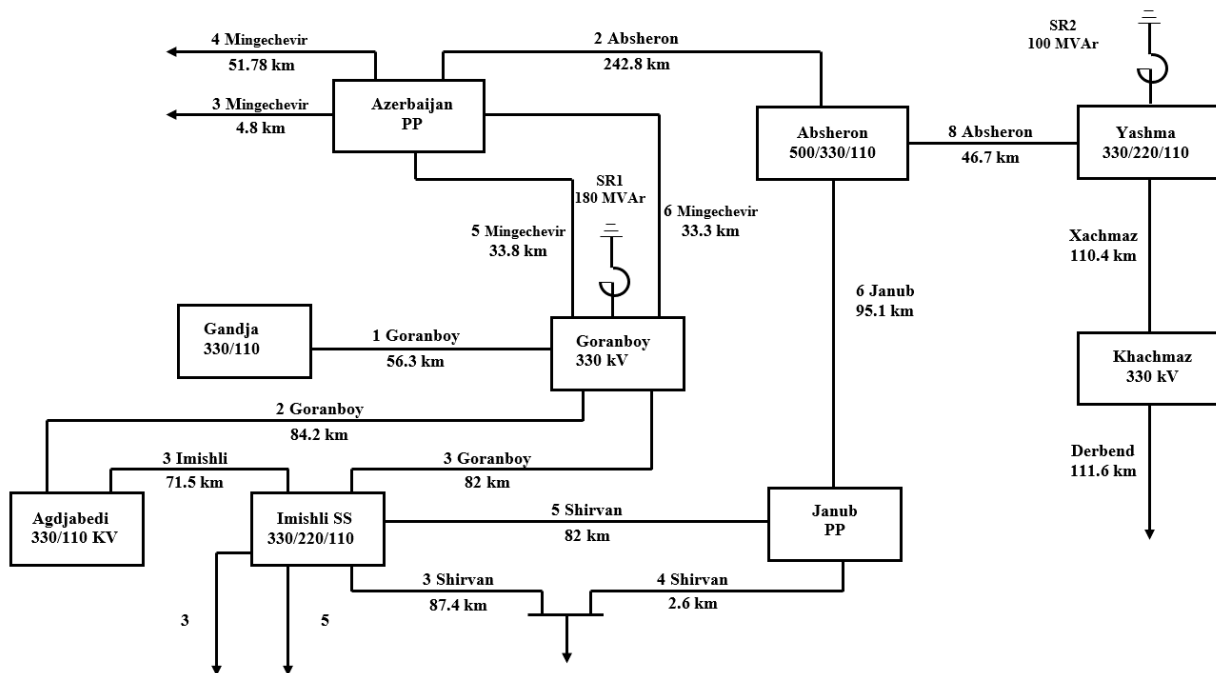 4 Mingechevir
51.78 km
3 Mingechevir
4.8 km
Azerbaijan
PP
2 Absheron
242.8 km
SR2
100 MVAr
Absheron
500/330/110
8 Absheron
46.7 km
Yashma
330/220/110
SR1
180 MVAr
5 Mingechevir
33.8 km
6 Mingechevir
33.3 km
Xachmaz
110.4 km
6 Janub
95.1 km
Gandja
330/110
1 Goranboy
56.3 km
Goranboy
330 kV
Khachmaz
330 kV
2 Goranboy
84.2 km
3 Imishli
71.5 km
3 Goranboy
82 km
Derbend
111.6 km
Agdjabedi
330/110 KV
Imishli SS
330/220/110
5 Shirvan
82 km
Janub
PP
3 Shirvan
87.4 km
4 Shirvan
2.6 km
3
5